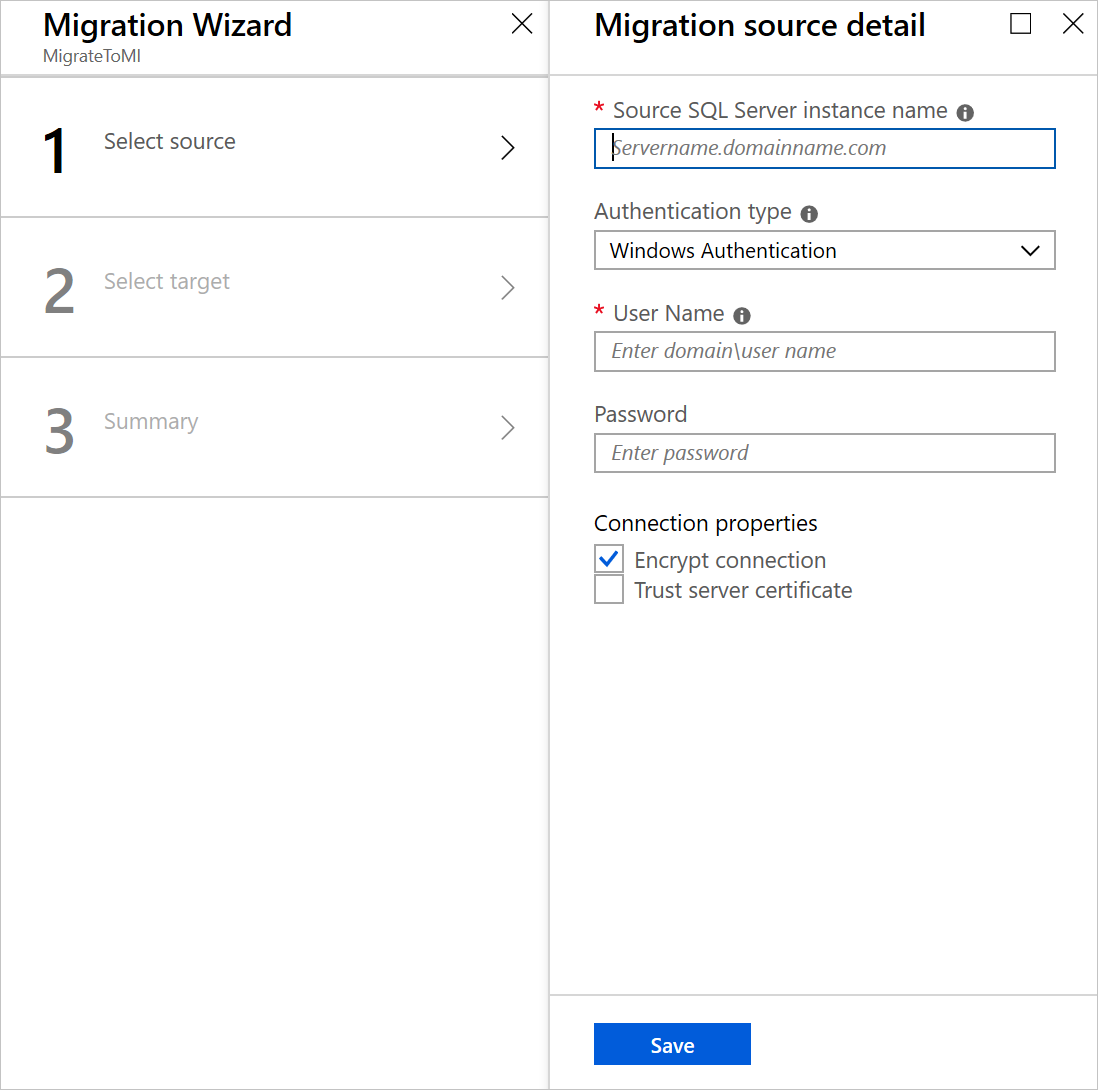 Migration Wizard
MigrateToMI
1 Select source
2 Select target
3 Summary
Migration source detail
* Source SQL Server instance name
Servername.domainname.com
Authentication type
Windows Authentication
* User Name
Enter domain\user name
Password
Enter password
Connection properties
Encrypt connection
Trust server certificate
Save